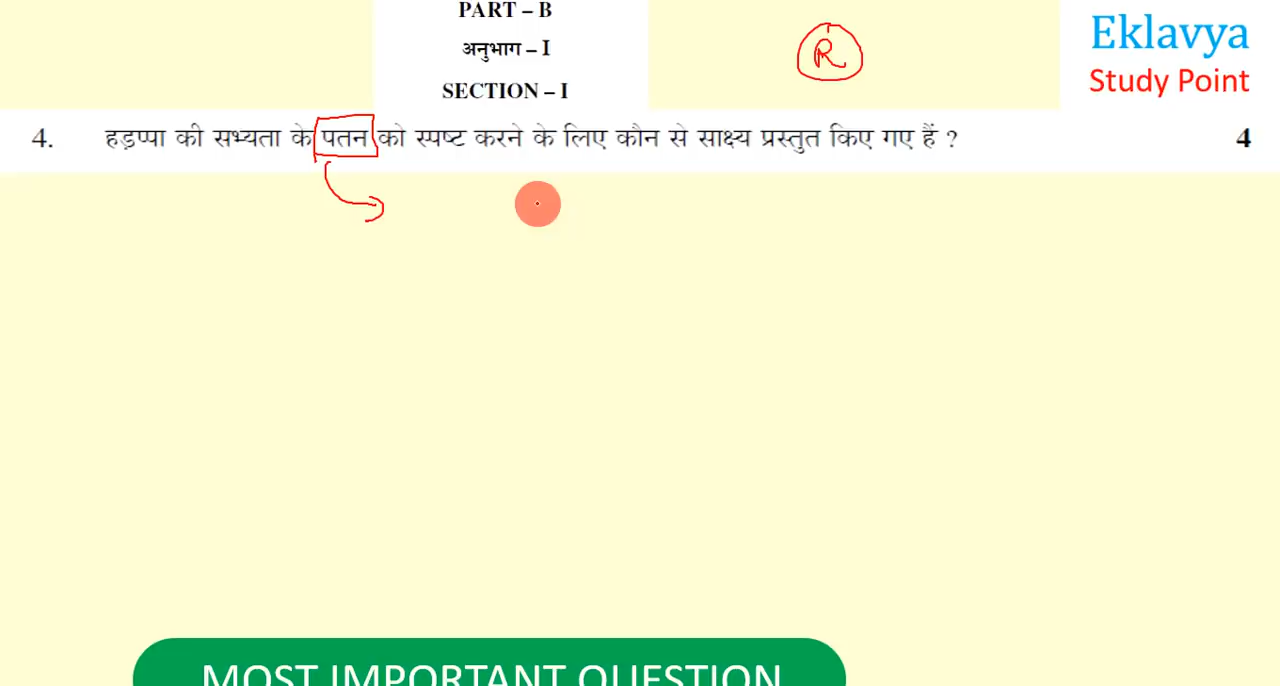 PART – B
अनुभाग – I
SECTION – I
R
Eklavya
Study Point
4. हड़प्पा की सभ्यता के पतन को स्पष्ट करने के लिए कौन से साक्ष्य प्रस्तुत किए गए हैं ? 4
MOST IMPORTANT QUESTION